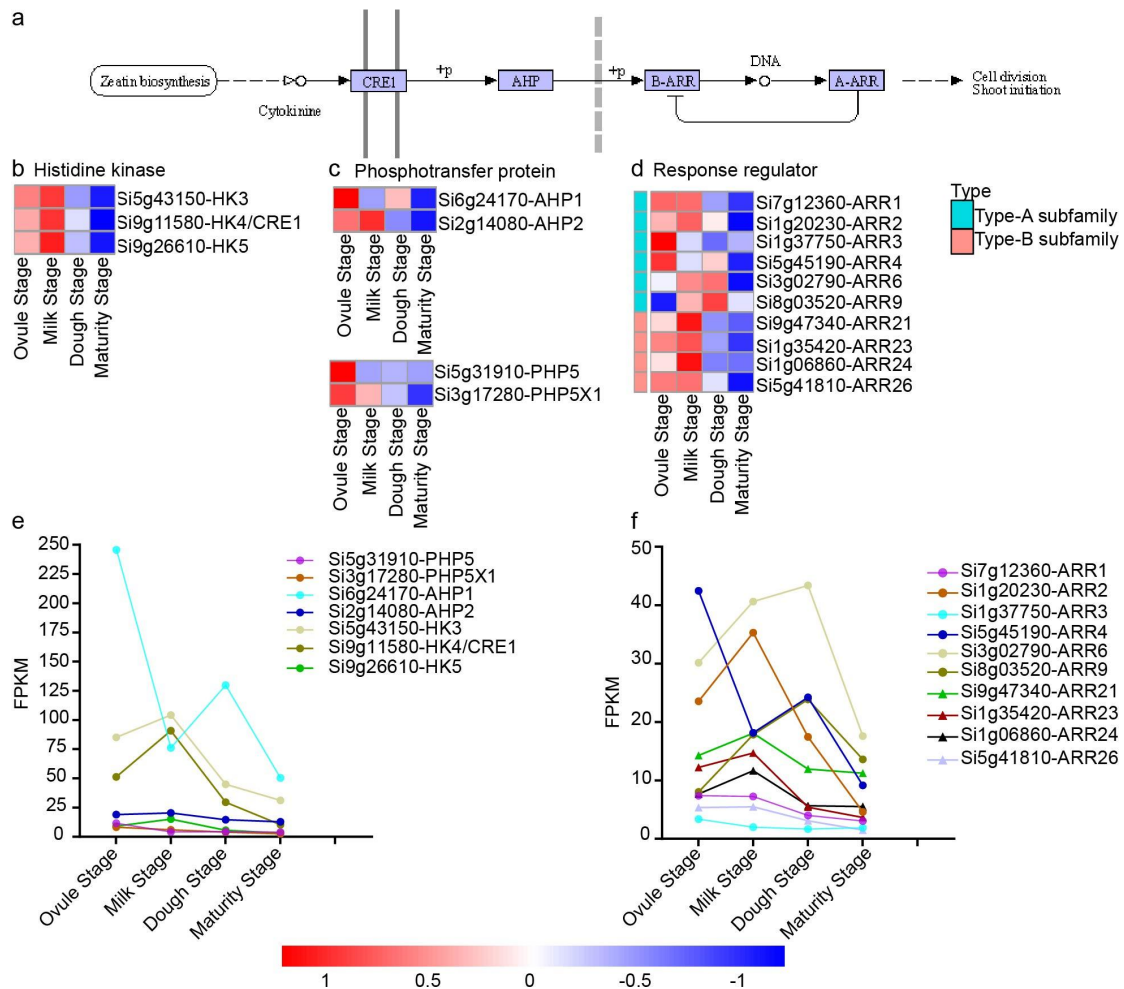 a
Zeatin biosynthesis
Cytokinine
CRE1
+p
AHP
+p
B-ARR
DNA
A-ARR
Cell division
Shoot initiation
b Histidine kinase
Si5g43150-HK3
Si9g11580-HK4/CRE1
Si9g26610-HK5
Ovule Stage
Milk Stage
Dough Stage
Maturity Stage
c Phosphotransfer protein
Si6g24170-AHP1
Si2g14080-AHP2
Ovule Stage
Milk Stage
Dough Stage
Maturity Stage
Si5g31910-PHP5
Si3g17280-PHP5X1
Ovule Stage
Milk Stage
Dough Stage
Maturity Stage
d Response regulator
Si7g12360-ARR1
Si1g20230-ARR2
Si1g37750-ARR3
Si5g45190-ARR4
Si3g02790-ARR6
Si8g03520-ARR9
Si9g47340-ARR21
Si1g35420-ARR23
Si1g06860-ARR24
Si5g41810-ARR26
Ovule Stage
Milk Stage
Dough Stage
Maturity Stage
Type
Type-A subfamily
Type-B subfamily
e
FPKM
250
225
200
175
150
125
100
75
50
25
0
Ovule Stage
Milk Stage
Dough Stage
Maturity Stage
Si5g31910-PHP5
Si3g17280-PHP5X1
Si6g24170-AHP1
Si2g14080-AHP2
Si5g43150-HK3
Si9g11580-HK4/CRE1
Si9g26610-HK5
f
FPKM
50
40
30
20
10
0
Ovule Stage
Milk Stage
Dough Stage
Maturity Stage
Si7g12360-ARR1
Si1g20230-ARR2
Si1g37750-ARR3
Si5g45190-ARR4
Si3g02790-ARR6
Si8g03520-ARR9
Si9g47340-ARR21
Si1g35420-ARR23
Si1g06860-ARR24
Si5g41810-ARR26
1 0.5 0 -0.5 -1